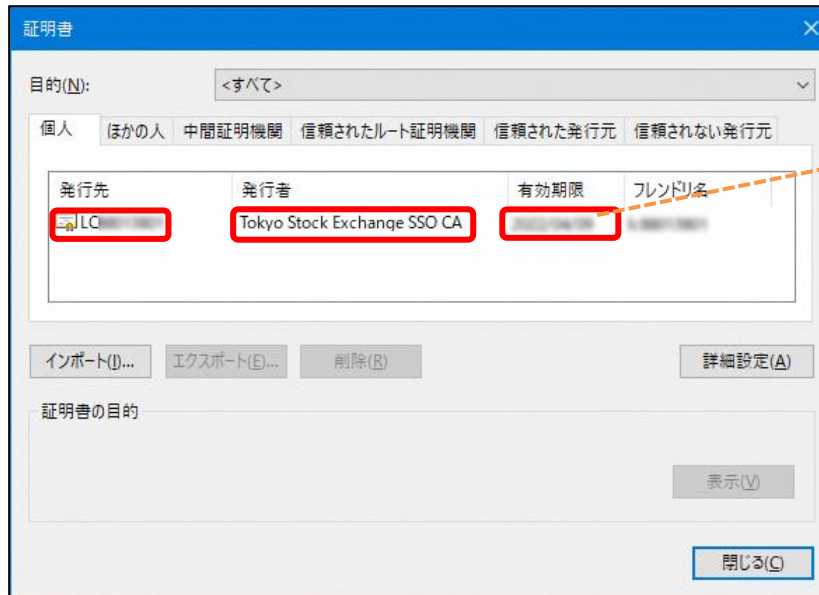 証明書
目的(N): <すべて>
個人 ほかの人 中間証明機関 信頼されたルート証明機関 信頼された発行元 信頼されない発行元
発行先 発行者 有効期限 フレンドリ名
LC Tokyo Stock Exchange SSO CA
インポート(I)... エクスポート(E)... 削除(R) 詳細設定(A)
証明書の目的
表示(V)
閉じる(C)